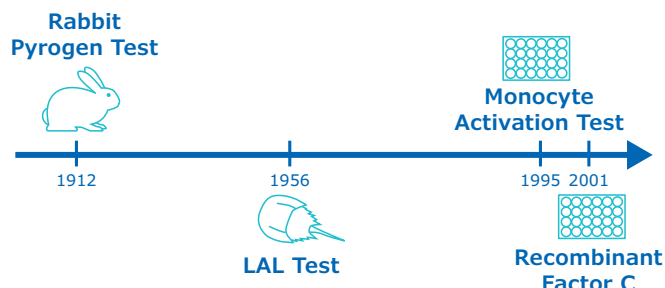 Rabbit
Pyrogen Test
Monocyte
Activation Test
1912
1956
1995
2001
LAL Test
Recombinant
Factor C